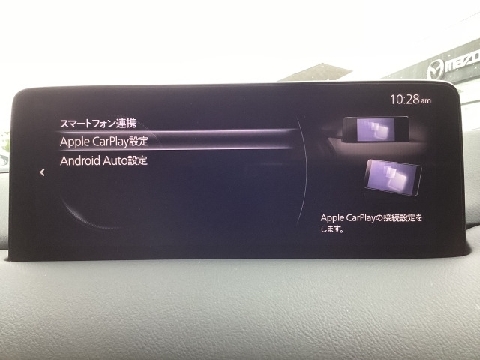 mazda
10:28am
スマートフォン連携
Apple CarPlay設定
Android Auto設定
Apple CarPlayの接続設定を
します。